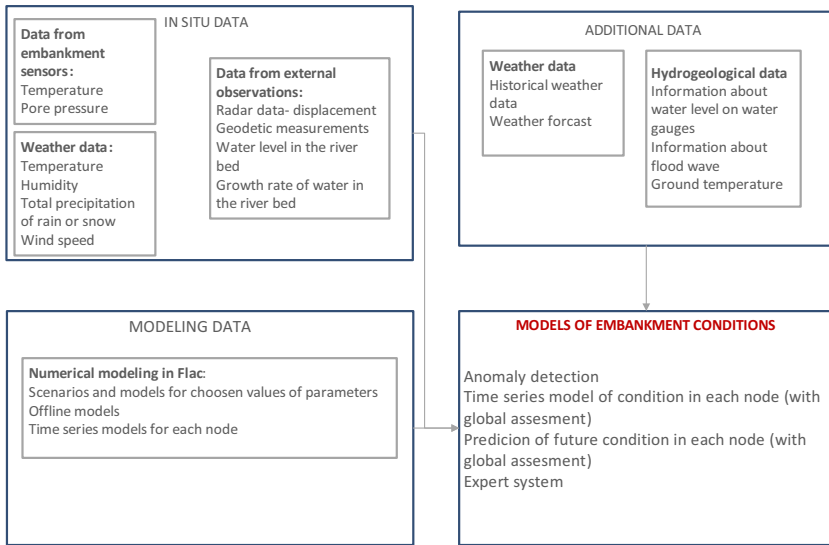 IN SITU DATA
Data from
embankment
sensors:
Temperature
Pore pressure
Weather data:
Temperature
Humidity
Total precipitation
of rain or snow
Wind speed
Data from external
observations:
Radar data- displacement
Geodetic measurements
Water level in the river
bed
Growth rate of water in
the river bed
ADDITIONAL DATA
Weather data
Historical weather
data
Weather forcast
Hydrogeological data
Information about
water level on water
gauges
Information about
flood wave
Ground temperature
MODELING DATA
Numerical modeling in Flac:
Scenarios and models for choosen values of parameters
Offline models
Time series models for each node
MODELS OF EMBANKMENT CONDITIONS
Anomaly detection
Time series model of condition in each node (with
global assesment)
Predicion of future condition in each node (with
global assesment)
Expert system